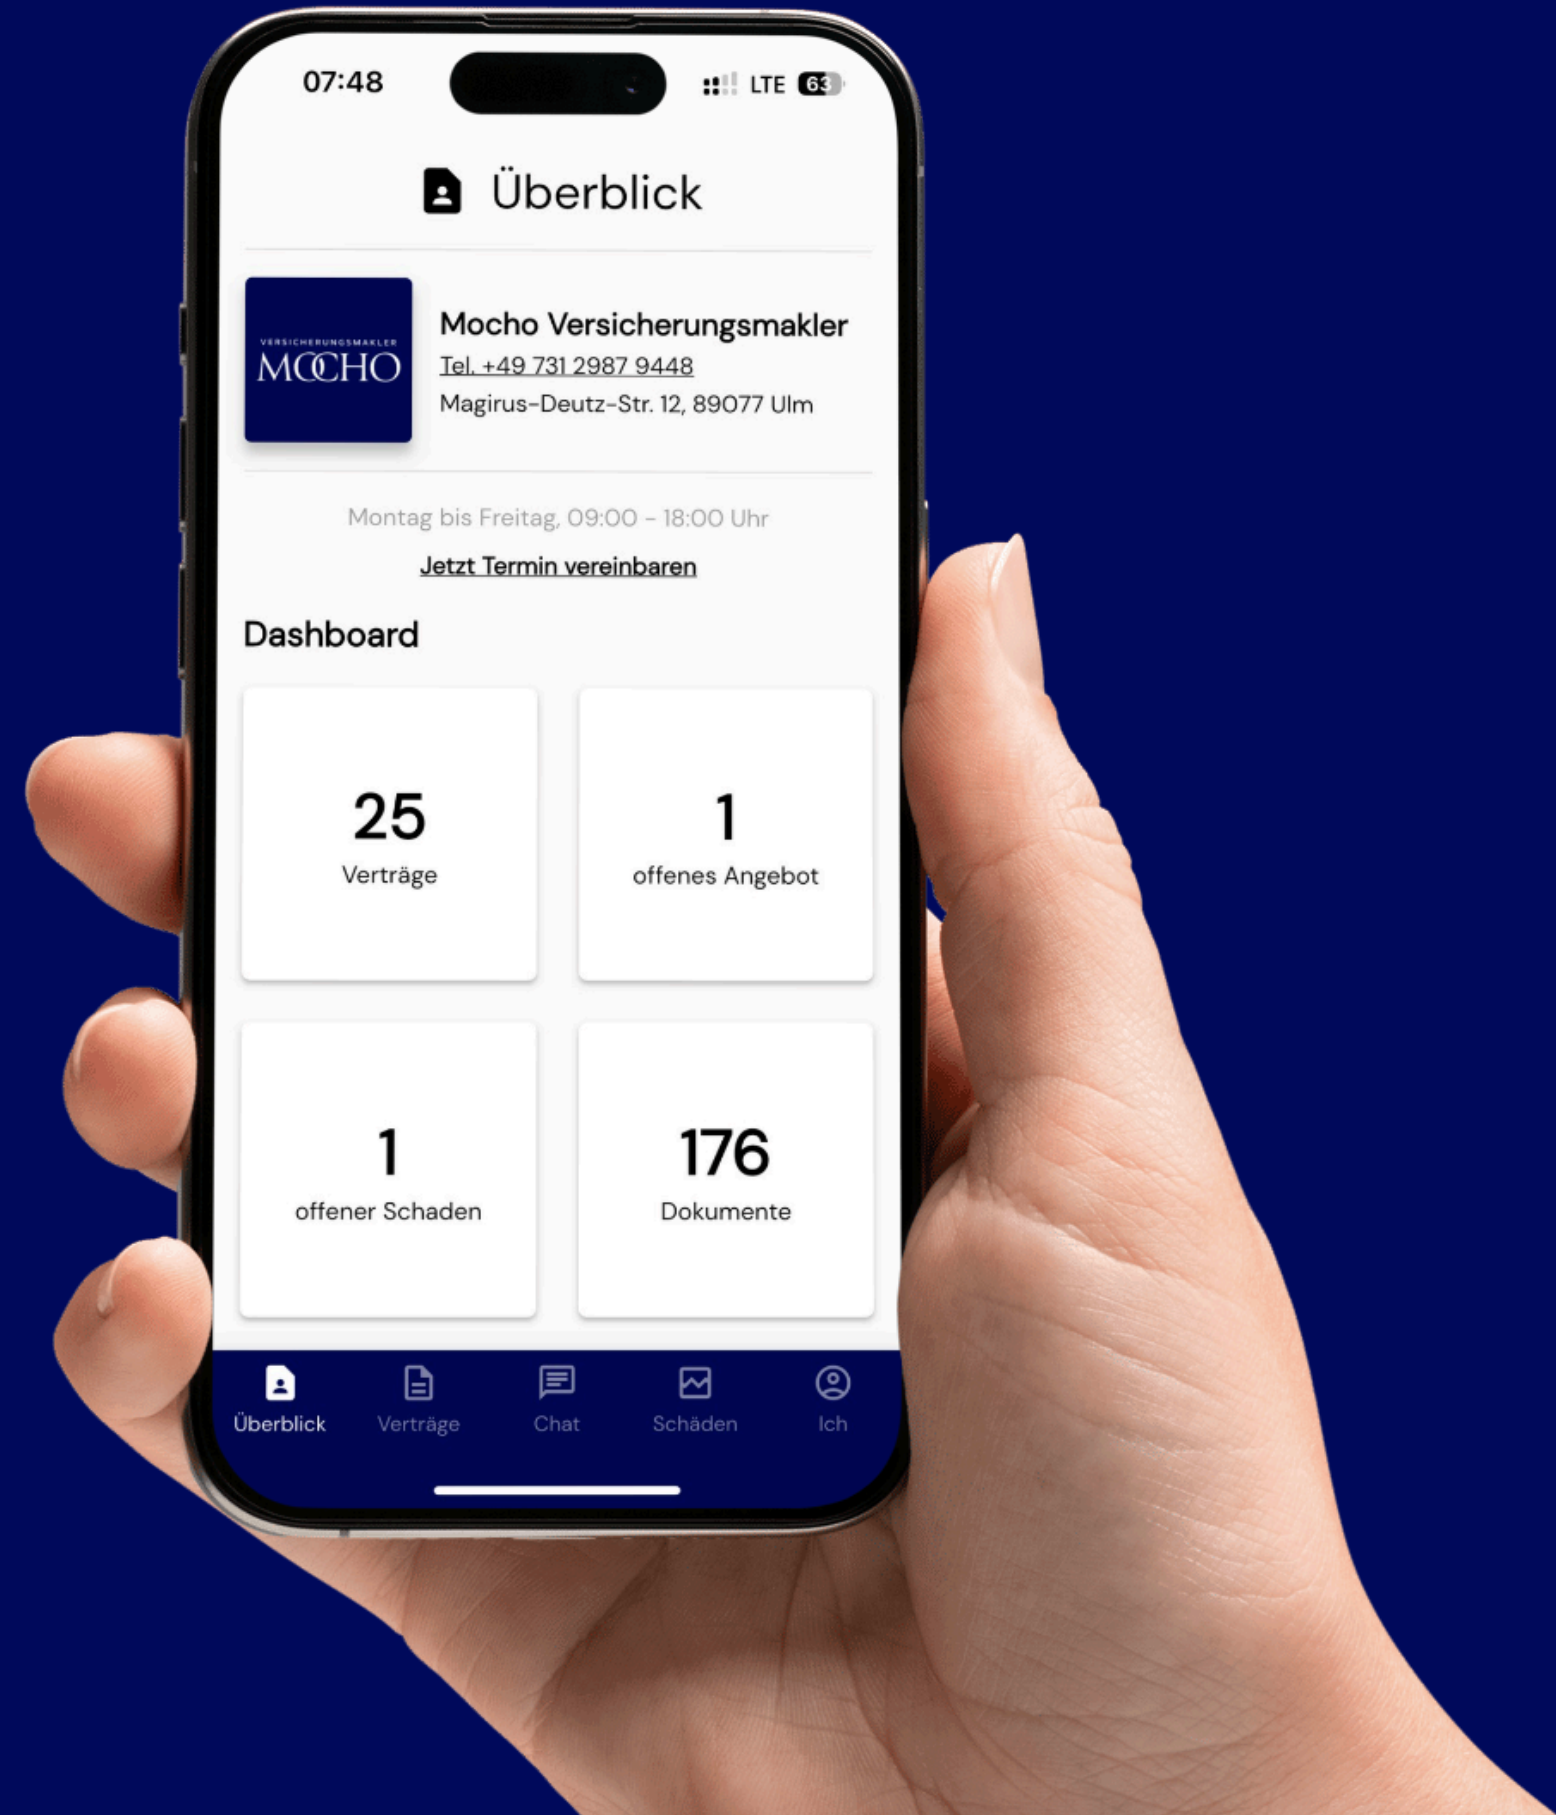 07:48
LTE 63
Überblick
VERSICHERUNGSMAKLER
MOCHO
Mocho Versicherungsmakler
Tel. +49 731 2987 9448
Magirus-Deutz-Str. 12, 89077 Ulm
Montag bis Freitag, 09:00 - 18:00 Uhr
Jetzt Termin vereinbaren
Dashboard
25
Verträge
1
offenes Angebot
1
offener Schaden
176
Dokumente
Überblick Verträge Chat Schäden Ich